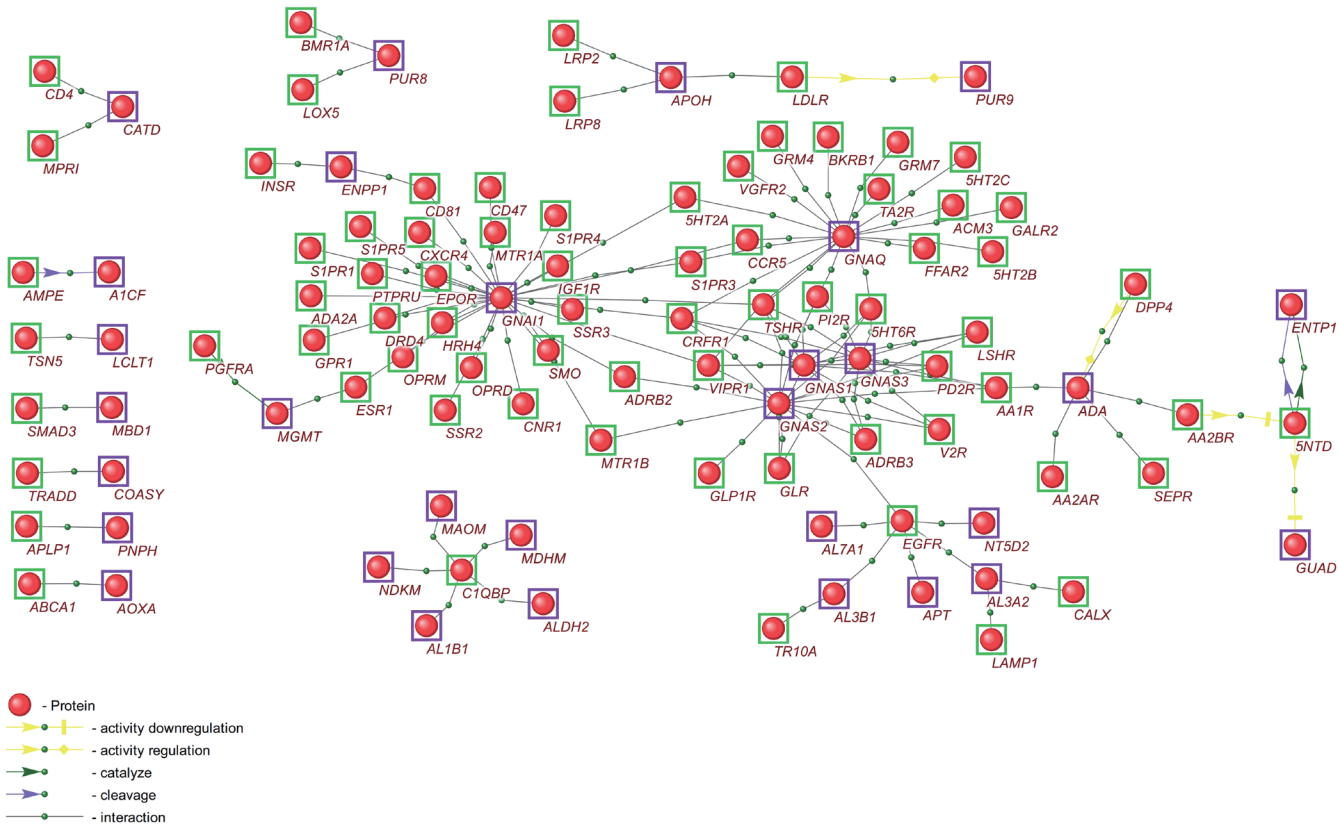 BMR1A
PUR8
LOX5
LRP2
APOH
LDLR
PUR9
LRP8
CD4
CATD
MPRI
INSR
ENPP1
CD81
CD47
VGFR2
GRM4
BKRB1
GRM7
5HT2C
TA2R
ACM3
GALR2
5HT2A
S1PR4
MTR1A
CXCR4
S1PR5
S1PR1
PTPRU
EPOR
IGF1R
CCR5
S1PR3
GNAQ
FFAR2
5HT2B
AMPE
A1CF
ADA2A
GNAI1
SSR3
TSHR
PI2R
5HT6R
DPP4
ENTP1
GPR1
DRD4
HRH4
CRFR1
LSHR
TSN5
LCLT1
PGFRA
OPRM
OPRD
SMO
ADRB2
VIPR1
GNAS1
GNAS3
PD2R
AA1R
ADA
AA2BR
5NTD
ESR1
SSR2
CNR1
GNAS2
SMAD3
MBD1
MGMT
MTR1B
ADRB3
V2R
TRADD
COASY
GLP1R
GLR
AA2AR
SEPR
APLP1
PNPH
MAOM
MDHM
AL7A1
EGFR
NT5D2
GUAD
ABCA1
AOXA
NDKM
C1QBP
ALDH2
AL1B1
AL3B1
APT
AL3A2
CALX
TR10A
LAMP1
- Protein
- activity downregulation
- activity regulation
- catalyze
- cleavage
- interaction